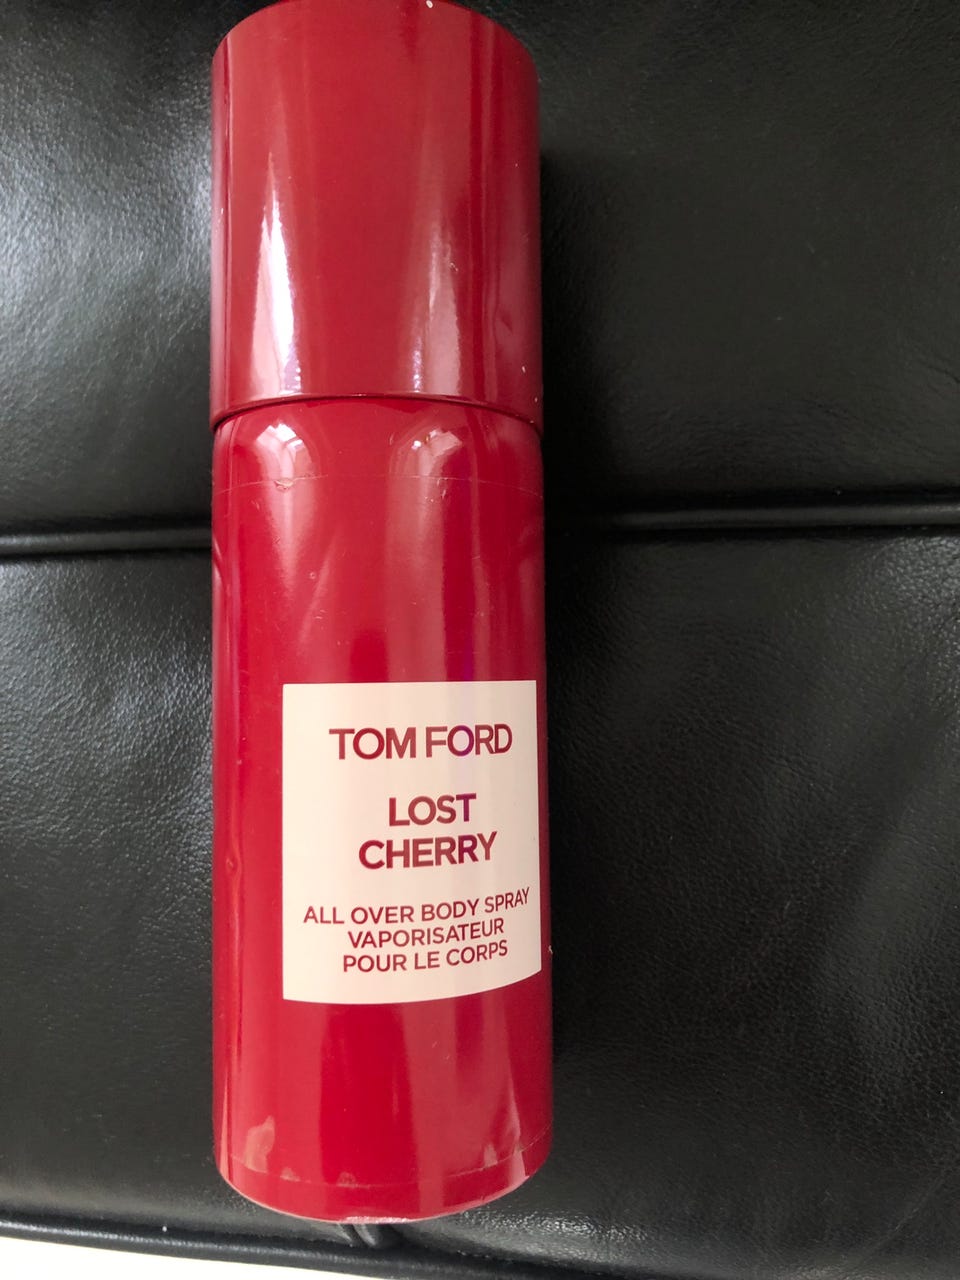 TOM FORD
LOST
CHERRY
ALL OVER BODY SPRAY
VAPORISATEUR
POUR LE CORPS